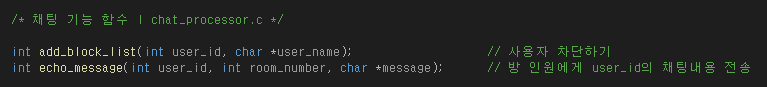 /* 채팅 기능 함수 | chat_processor.c */
int add_block_list(int user_id, char *user_name); // 사용자 차단하기
int echo_message(int user_id, int room_number, char *message); // 방 인원에게 user_id의 채팅내용 전송